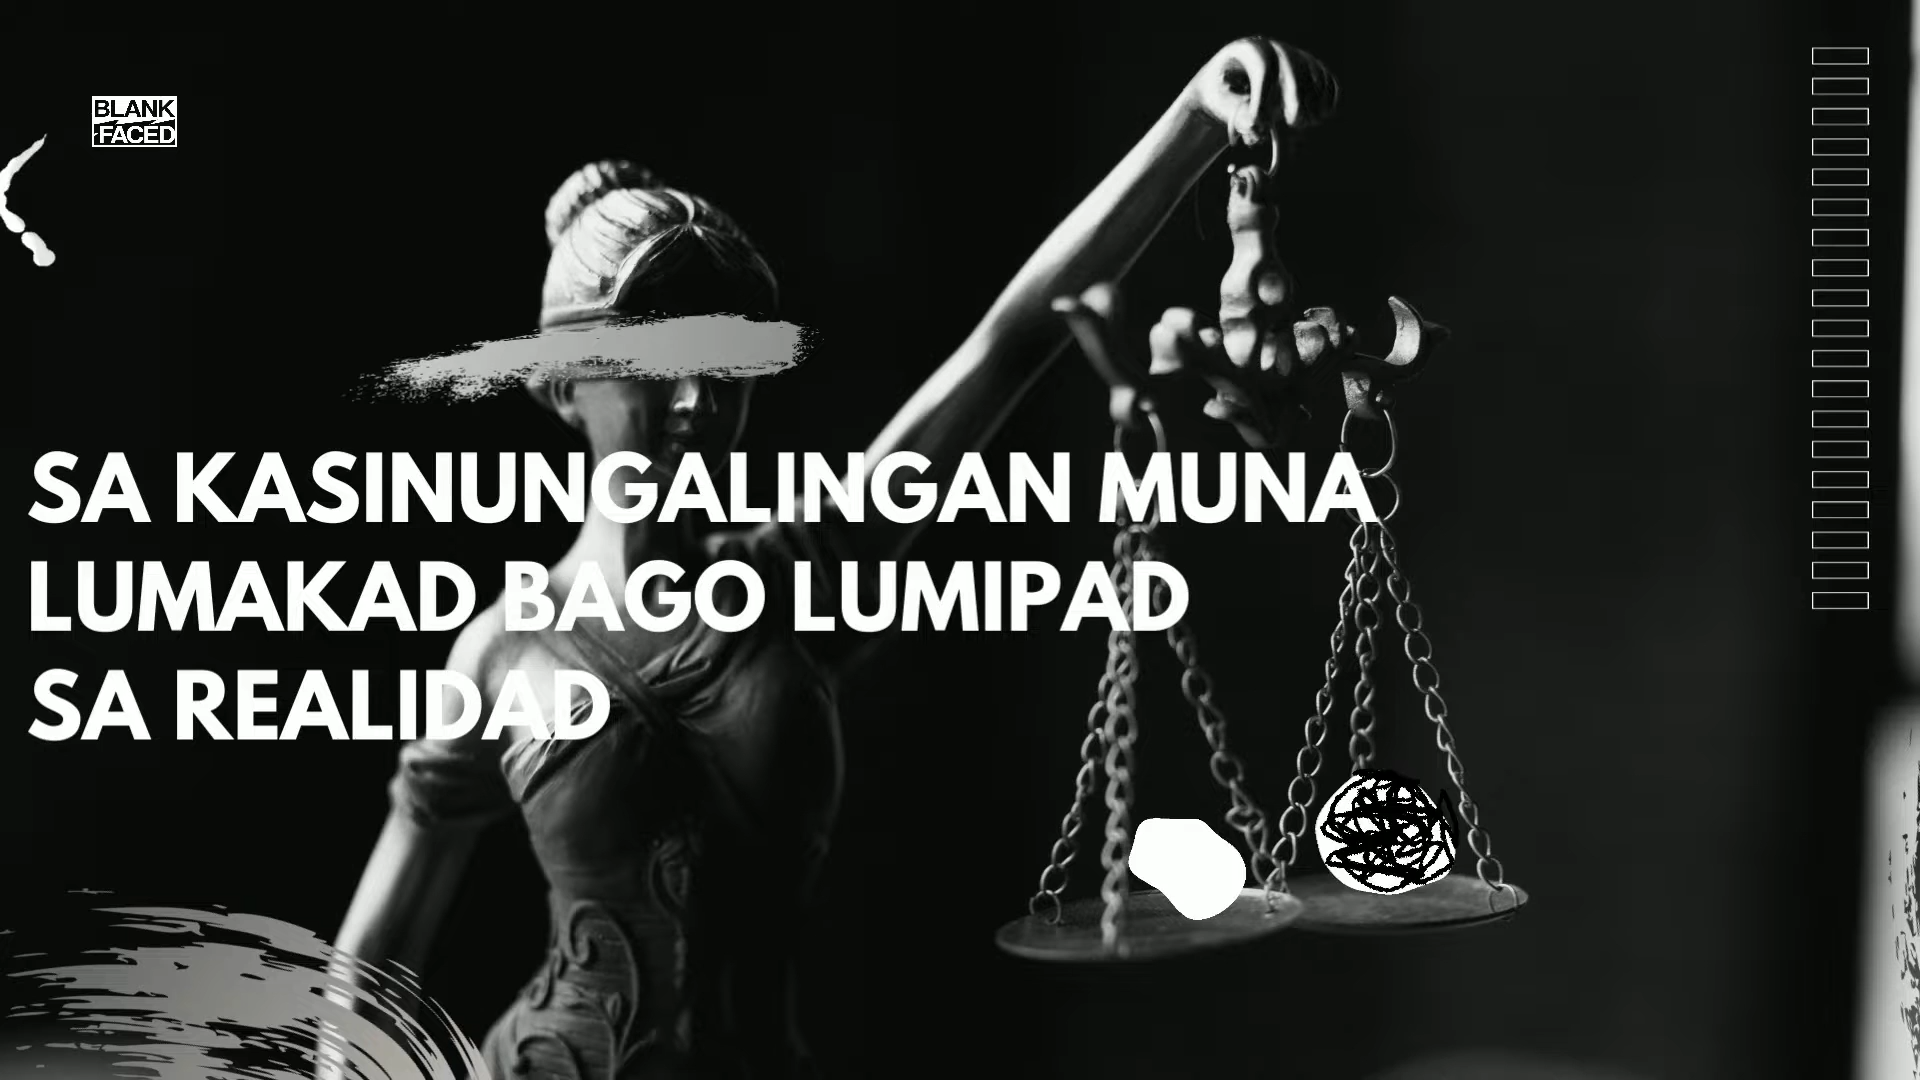 BLANK
FACED
SA KASINUNGALINGAN MUNA
LUMAKAD BAGO LUMIPAD
SA REALIDAD